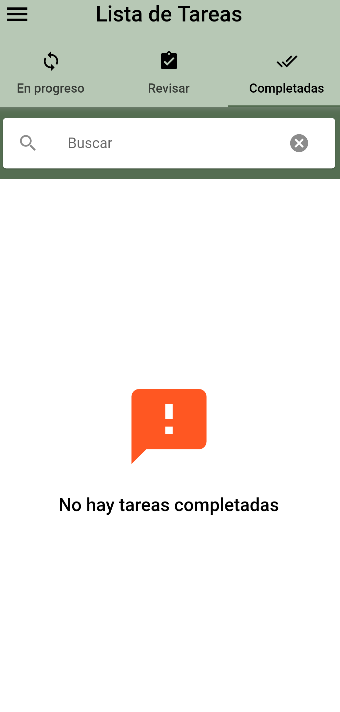 Lista de Tareas
En progreso
Revisar
Completadas
Buscar
No hay tareas completadas